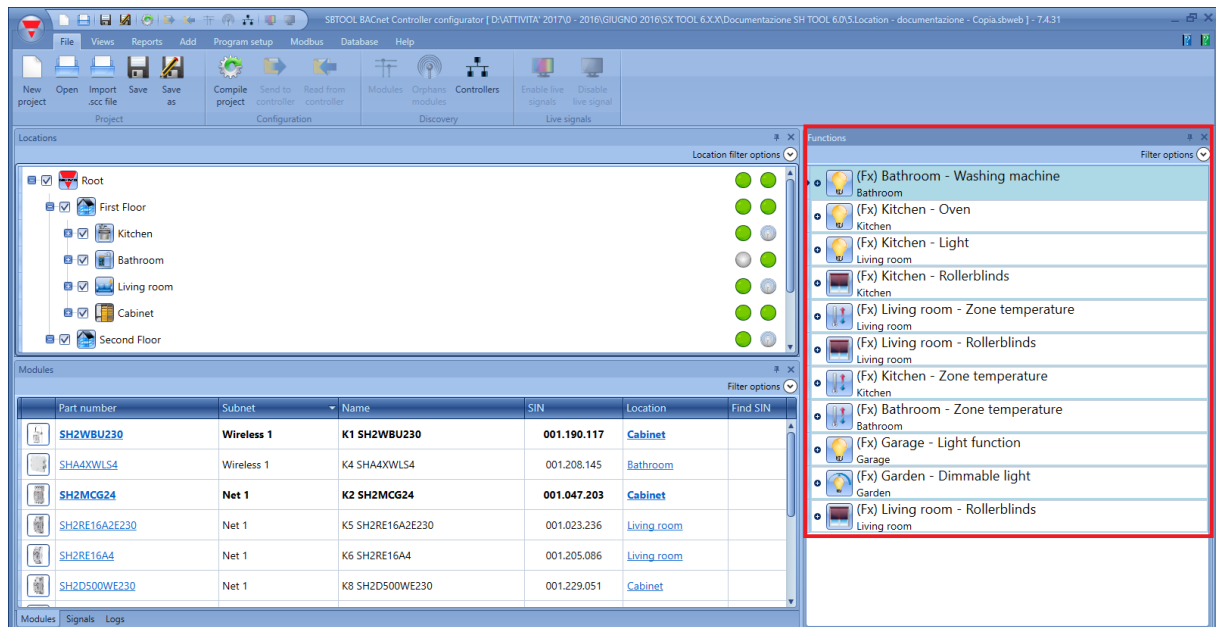 SBTOOL BACnet Controller configurator [ D:\ATTIVITA' 2017\0 - 2016\GIUGNO 2016\SX TOOL 6.X.X\Documentazione SH TOOL 6.0\5.Location - documentazione - Copia.sbweb ] - 7.4.31
File Views Reports Add Program setup Modbus Database Help
New project Open Import .scc file Save Save as Compile project Send to controller Read from controller Modules Orphans modules Controllers Enable live signals Disable live signal
Project Configuration Discovery Live signals
Locations
Location filter options
Root
First Floor
Kitchen
Bathroom
Living room
Cabinet
Second Floor
Modules
Filter options
Part number Subnet Name SIN Location Find SIN
SH2WBU230 Wireless 1 K1 SH2WBU230 001.190.117 Cabinet
SHA4XWLS4 Wireless 1 K4 SHA4XWLS4 001.208.145 Bathroom
SH2MCG24 Net 1 K2 SH2MCG24 001.047.203 Cabinet
SH2RE16A2E230 Net 1 K5 SH2RE16A2E230 001.023.236 Living room
SH2RE16A4 Net 1 K6 SH2RE16A4 001.205.086 Living room
SH2D500WE230 Net 1 K8 SH2D500WE230 001.229.051 Cabinet
Modules Signals Logs
Functions
Filter options
(Fx) Bathroom - Washing machine
Bathroom
(Fx) Kitchen - Oven
Kitchen
(Fx) Kitchen - Light
Living room
(Fx) Kitchen - Rollerblinds
Kitchen
(Fx) Living room - Zone temperature
Living room
(Fx) Living room - Rollerblinds
Living room
(Fx) Kitchen - Zone temperature
Kitchen
(Fx) Bathroom - Zone temperature
Bathroom
(Fx) Garage - Light function
Garage
(Fx) Garden - Dimmable light
Garden
(Fx) Living room - Rollerblinds
Living room